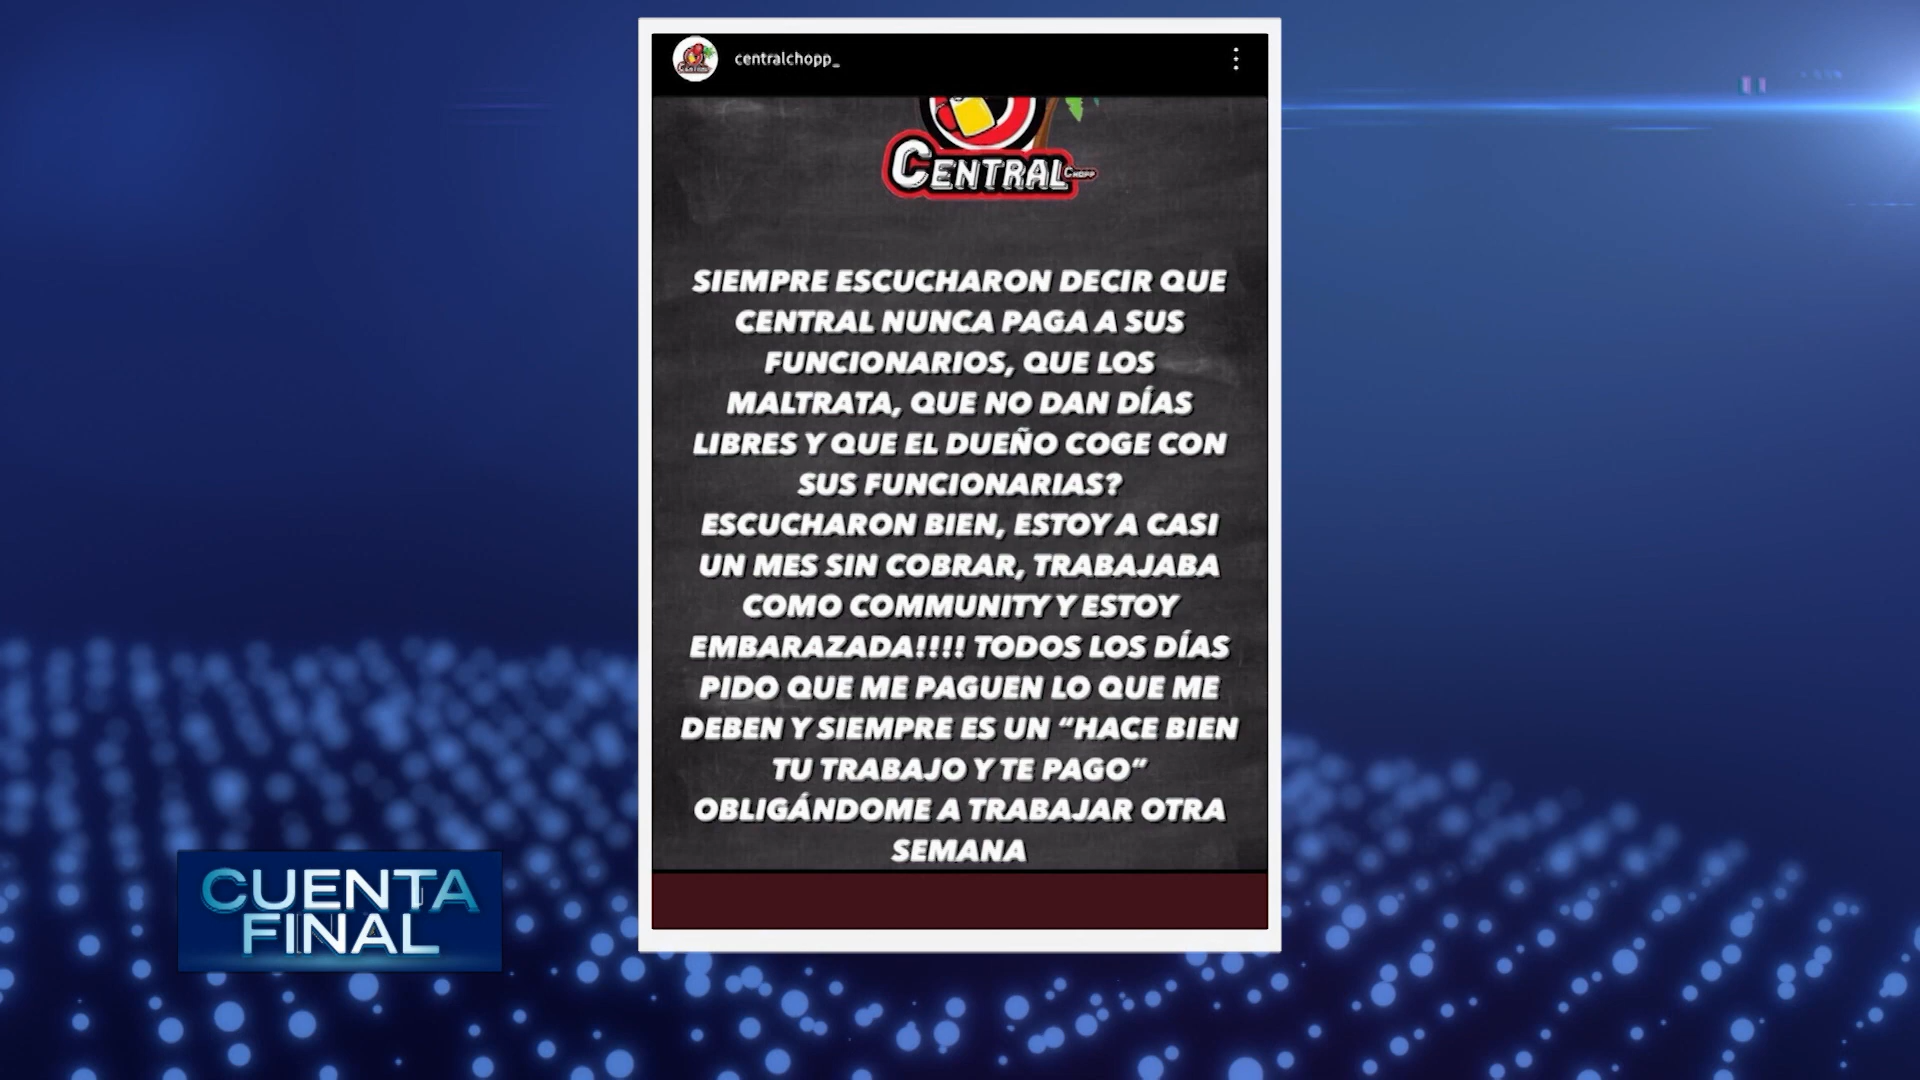 centralchopp_
CENTRAL CHOPP
SIEMPRE ESCUCHARON DECIR QUE
CENTRAL NUNCA PAGA A SUS
FUNCIONARIOS, QUE LOS
MALTRATA, QUE NO DAN DÍAS
LIBRES Y QUE EL DUEÑO COGE CON
SUS FUNCIONARIAS?
ESCUCHARON BIEN, ESTOY A CASI
UN MES SIN COBRAR, TRABAJABA
COMO COMMUNITY Y ESTOY
EMBARAZADA!!!! TODOS LOS DÍAS
PIDO QUE ME PAGUEN LO QUE ME
DEBEN Y SIEMPRE ES UN “HACE BIEN
TU TRABAJO Y TE PAGO”
OBLIGÁNDOME A TRABAJAR OTRA
SEMANA
CUENTA
FINAL